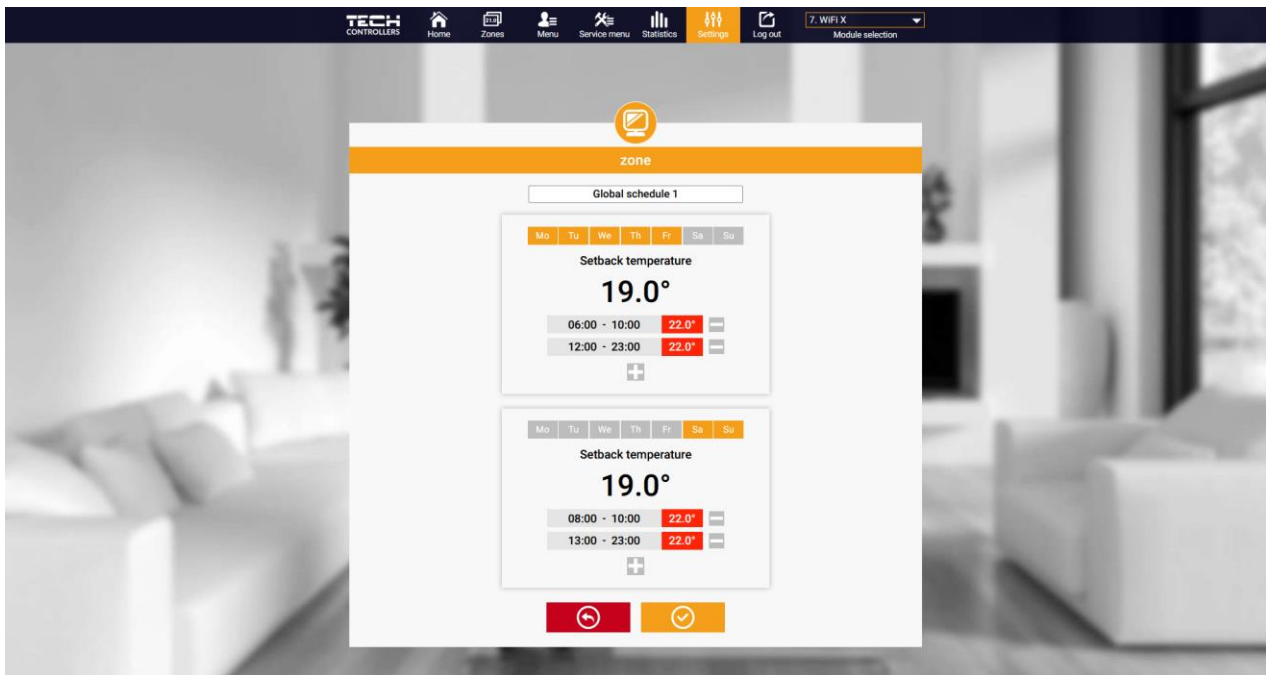 TECH
CONTROLLERS
Home
21.0
Zones
Menu
Service menu
Statistics
Settings
Log out
7. WiFi X
Module selection
zone
Global schedule 1
Mo Tu We Th Fr Sa Su
Setback temperature
19.0°
06:00 - 10:00 22.0°
12:00 - 23:00 22.0°
Mo Tu We Th Fr Sa Su
Setback temperature
19.0°
08:00 - 10:00 22.0°
13:00 - 23:00 22.0°